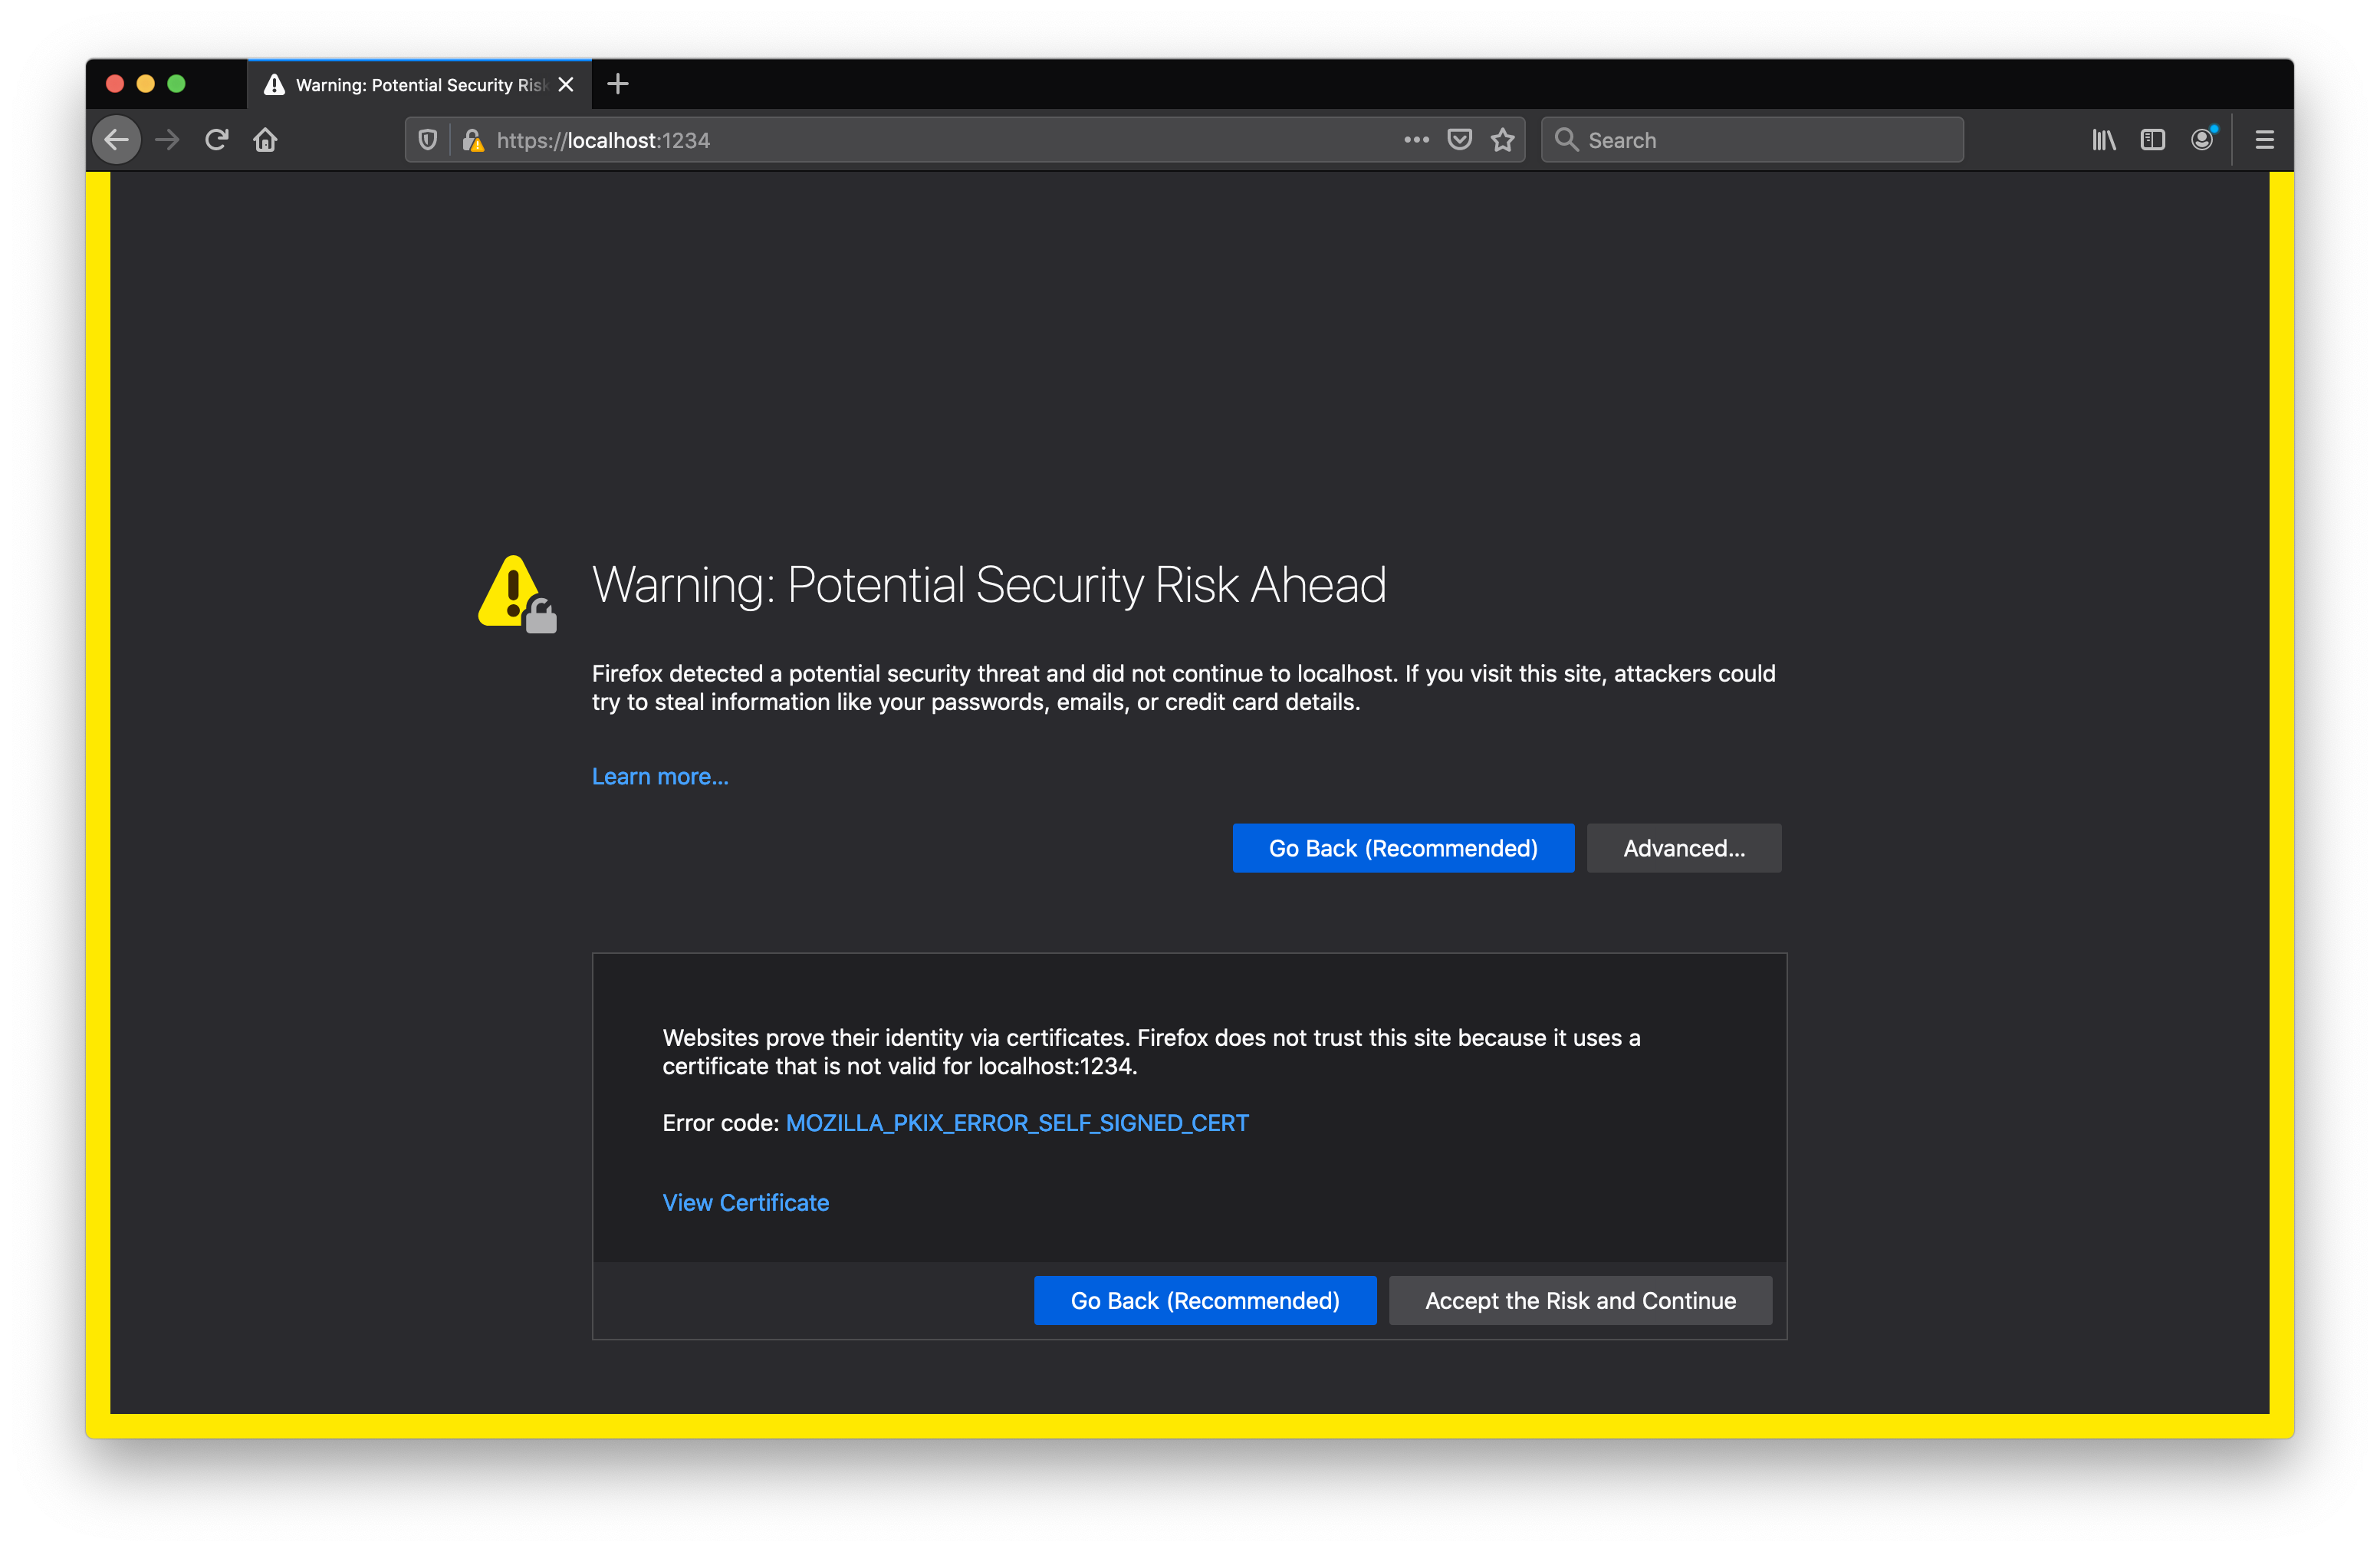 Warning: Potential Security Risk
https://localhost:1234
Search
Warning: Potential Security Risk Ahead
Firefox detected a potential security threat and did not continue to localhost. If you visit this site, attackers could
try to steal information like your passwords, emails, or credit card details.
Learn more...
Go Back (Recommended)
Advanced...
Websites prove their identity via certificates. Firefox does not trust this site because it uses a
certificate that is not valid for localhost:1234.
Error code: MOZILLA_PKIX_ERROR_SELF_SIGNED_CERT
View Certificate
Go Back (Recommended)
Accept the Risk and Continue